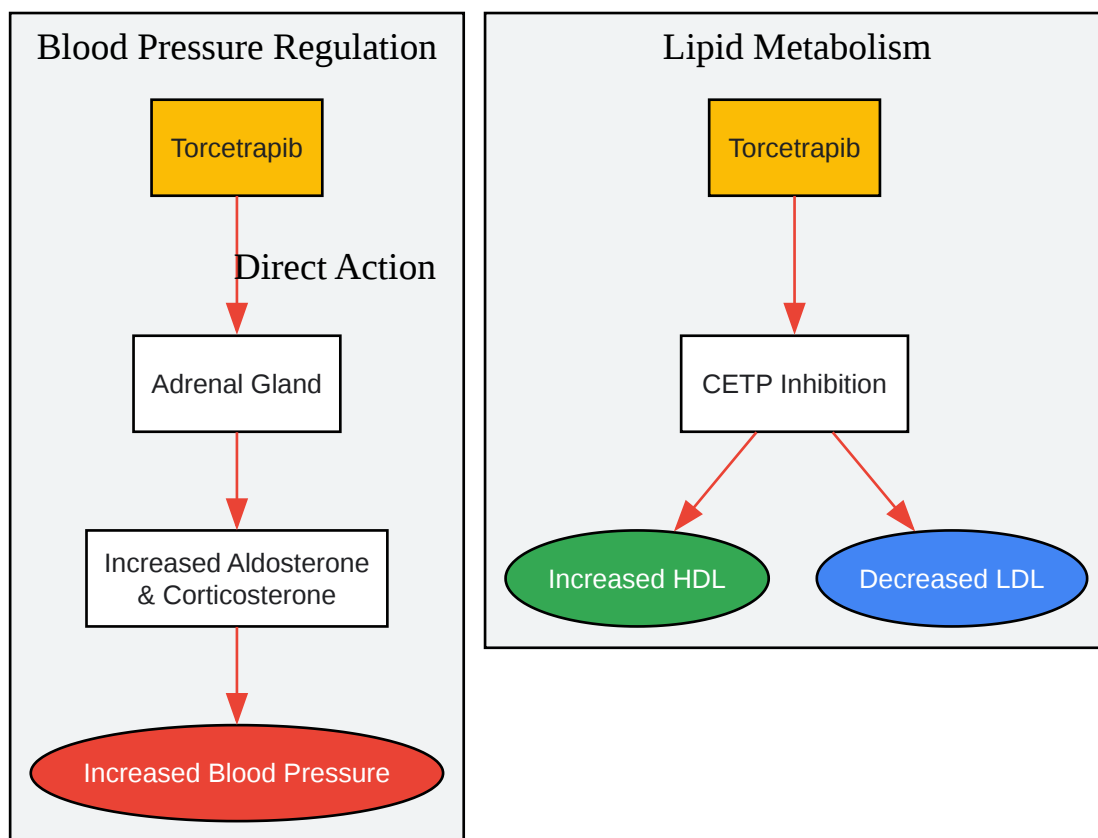 Blood Pressure Regulation
Torcetrapib
Direct Action
Adrenal Gland
Increased Aldosterone
& Corticosterone
Increased Blood Pressure
Lipid Metabolism
Torcetrapib
CETP Inhibition
Increased HDL
Decreased LDL